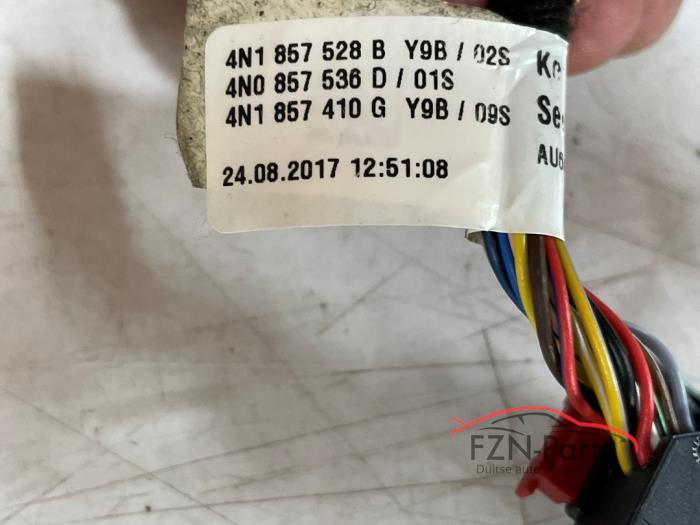 4N1 857 528 B Y9B / 02S
4N0 857 536 D / 01S
4N1 857 410 G Y9B / 09S
24.08.2017 12:51:08
FZN-Parts
Duitse auto